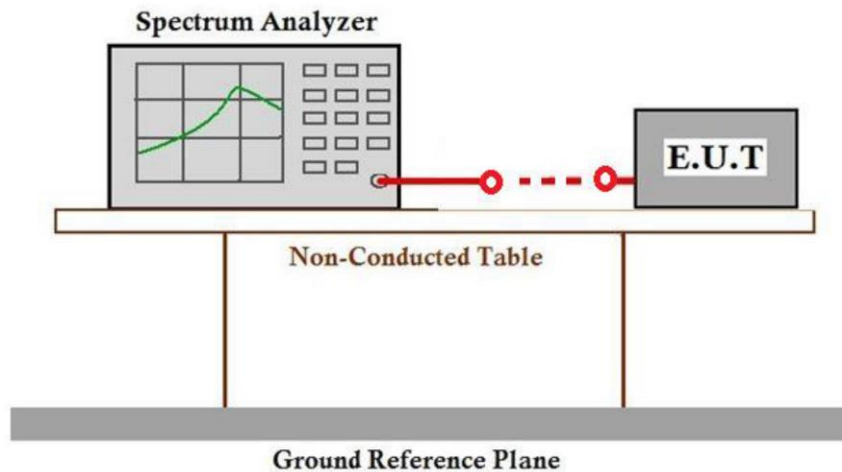 Spectrum Analyzer
E.U.T
Non-Conducted Table
Ground Reference Plane